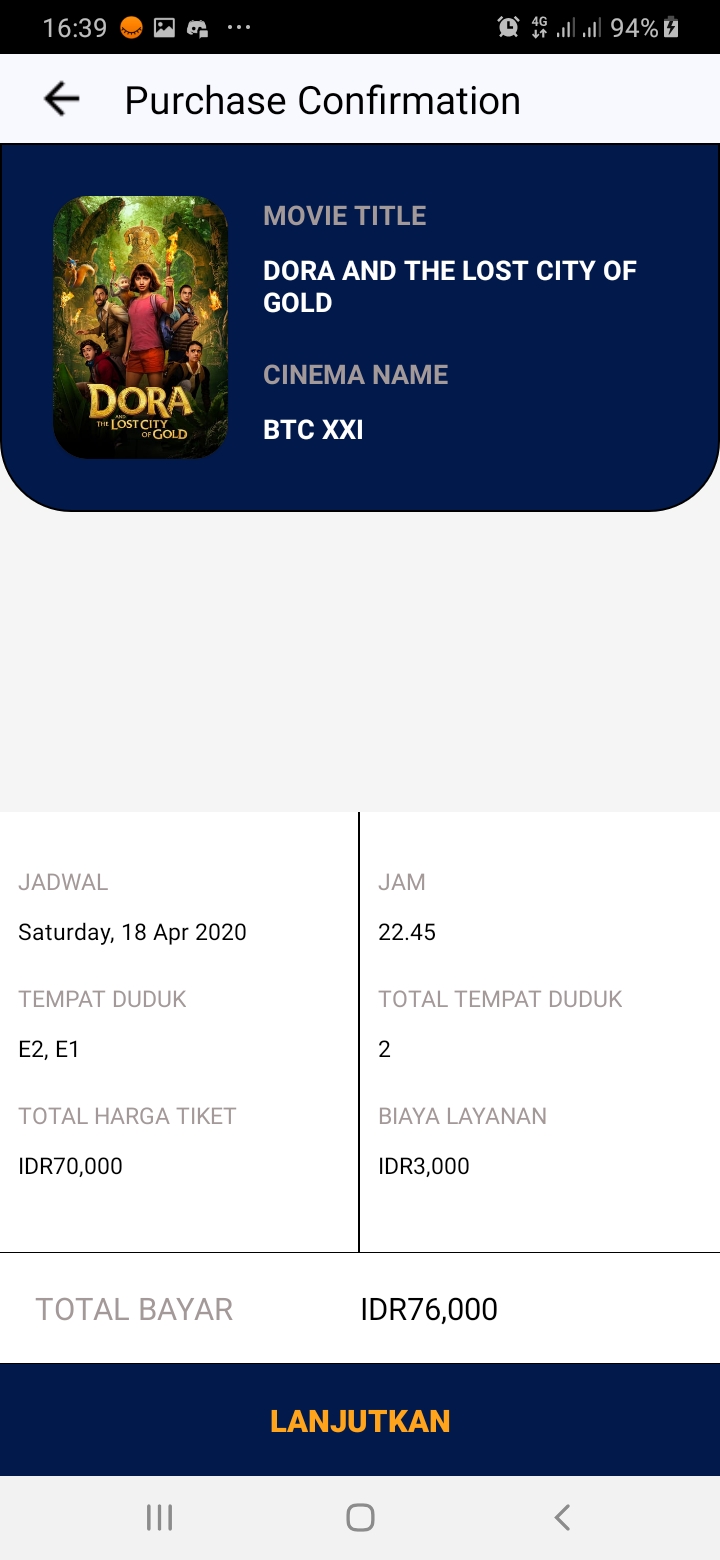 16:39
4G
94%
Purchase Confirmation
MOVIE TITLE
DORA AND THE LOST CITY OF
GOLD
CINEMA NAME
BTC XXI
DORA
AND
THE LOST CITY
OF GOLD
JADWAL
Saturday, 18 Apr 2020
JAM
22.45
TEMPAT DUDUK
E2, E1
TOTAL TEMPAT DUDUK
2
TOTAL HARGA TIKET
IDR70,000
BIAYA LAYANAN
IDR3,000
TOTAL BAYAR
IDR76,000
LANJUTKAN